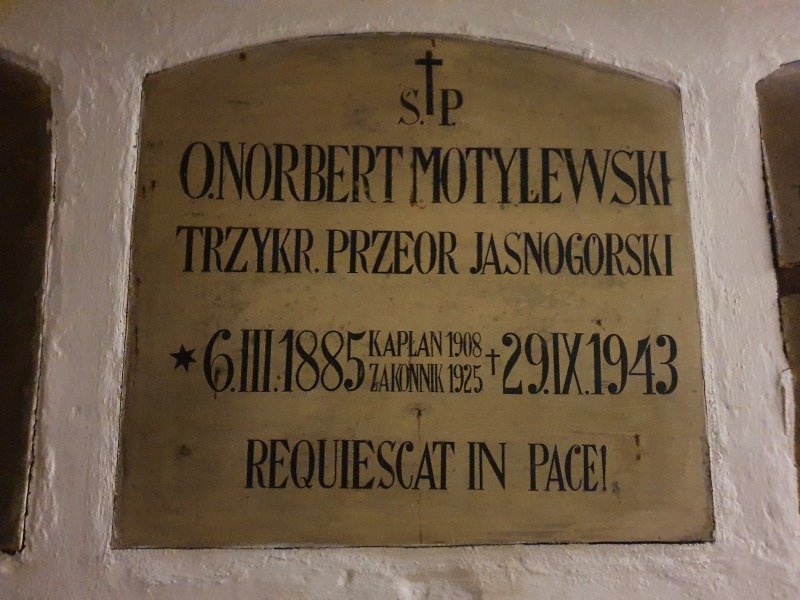 Ś.†P.
O.NORBERT MOTYLEWSKI
TRZYKR. PRZEOR JASNOGÓRSKI
* 6.III.1885 KAPŁAN 1908 ZAKONNIK 1925 † 29.IX.1943
REQUIESCAT IN PACE!